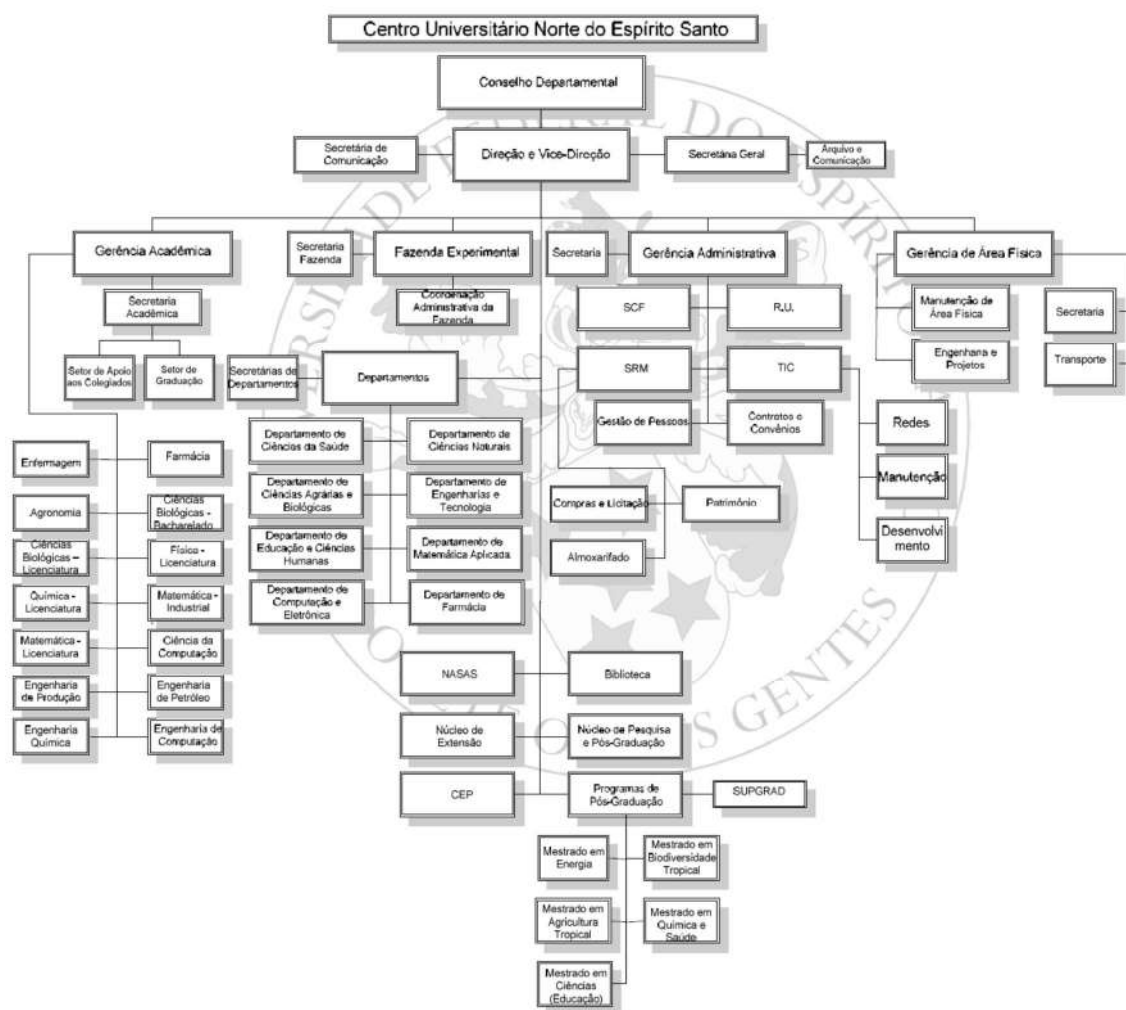 Centro Universitário Norte do Espírito Santo
Conselho Departamental
Secretária de
Comunicação
Direção e Vice-Direção
Secretária Geral
Arquivo e
Comunicação
Gerência Acadêmica
Secretaria
Fazenda
Fazenda Experimental
Secretaria
Gerência Administrativa
Gerência de Área Física
Secretaria
Acadêmica
Coordenação
Administrativa da
Fazenda
SCF
R.U.
Manutenção de
Área Física
Secretaria
Setor de Apoio
aos Colegiados
Setor de
Graduação
Secretárias de
Departamentos
Departamentos
SRM
TIC
Engenharia e
Projetos
Transporte
Gestão de Pessoos
Contratos e
Convênios
Redes
Manutenção
Desenvolvi
mento
Compras e Licitação
Patrimônio
Almoxarifado
Departamento de
Ciências da Saúde
Departamento de
Ciências Naturais
Departamento de
Ciências Agrárias e
Biológicas
Departamento de
Engenharias e
Tecnologia
Departamento de
Educação e Ciências
Humanas
Departamento de
Matemática Aplicada
Departamento de
Computação e
Eletrônica
Departamento de
Farmácia
Enfermagem
Farmácia
Agronomia
Ciências
Biológicas -
Bacharelado
Ciências
Biológicas –
Licenciatura
Física -
Licenciatura
Química -
Licenciatura
Matemática -
Industrial
Matemática -
Licenciatura
Ciência da
Computação
Engenharia
de Produção
Engenharia
de Petróleo
Engenharia
Química
Engenharia de
Computação
NASAS
Biblioteca
Núcleo de
Extensão
Núcleo de Pesquisa
e Pós-Graduação
CEP
Programas de
Pós-Graduação
SUPGRAD
Mestrado em
Energia
Mestrado em
Biodiversidade
Tropical
Mestrado em
Agricultura
Tropical
Mestrado em
Química e
Saúde
Mestrado em
Ciências
(Educação)